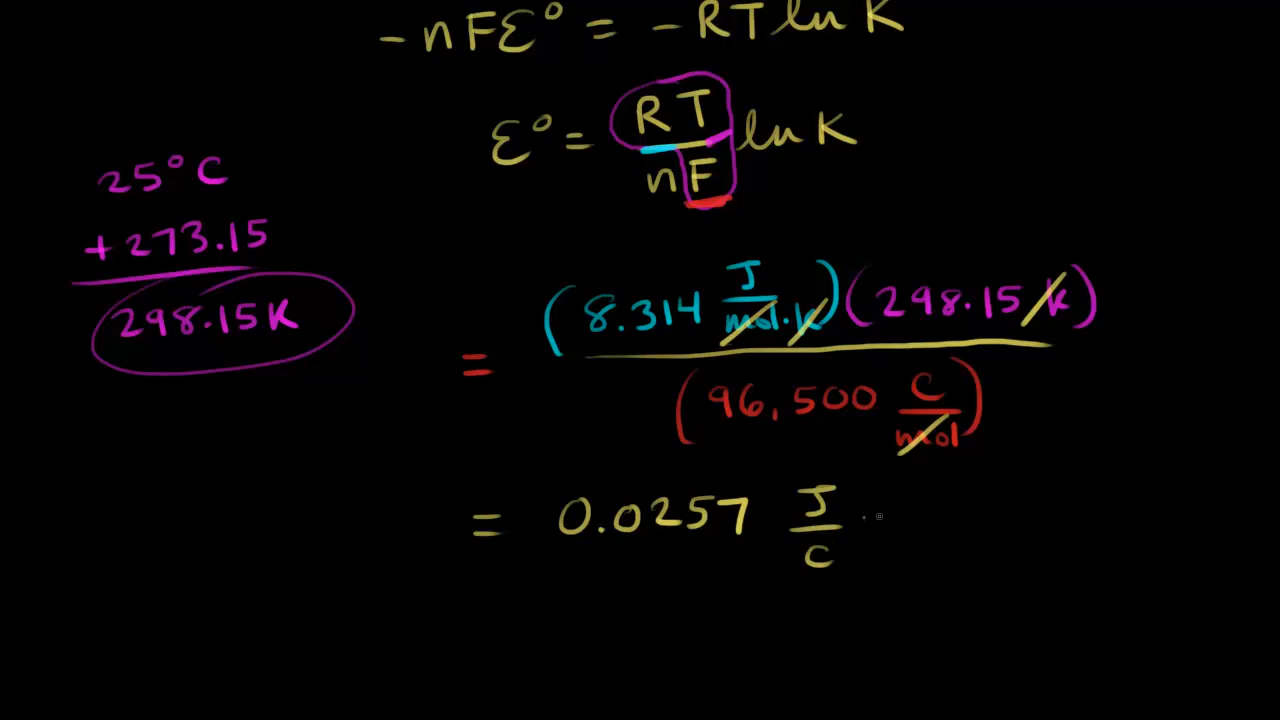 -nFε° = -RT ln K
ε° = RT/nF ln K
25°C
+273.15
298.15K
= (8.314 J/mol·K)(298.15 K)/(96,500 C/mol)
= 0.0257 J/C